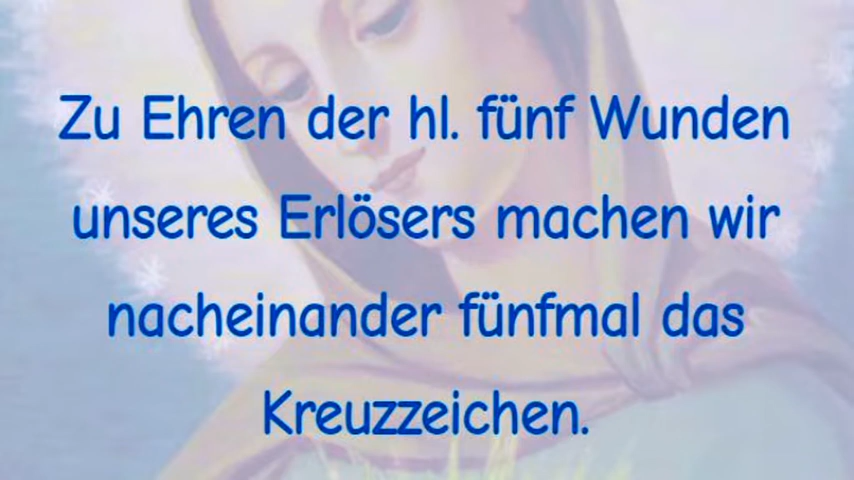 Zu Ehren der hl. fünf Wunden
unseres Erlösers machen wir
nacheinander fünfmal das
Kreuzzeichen.